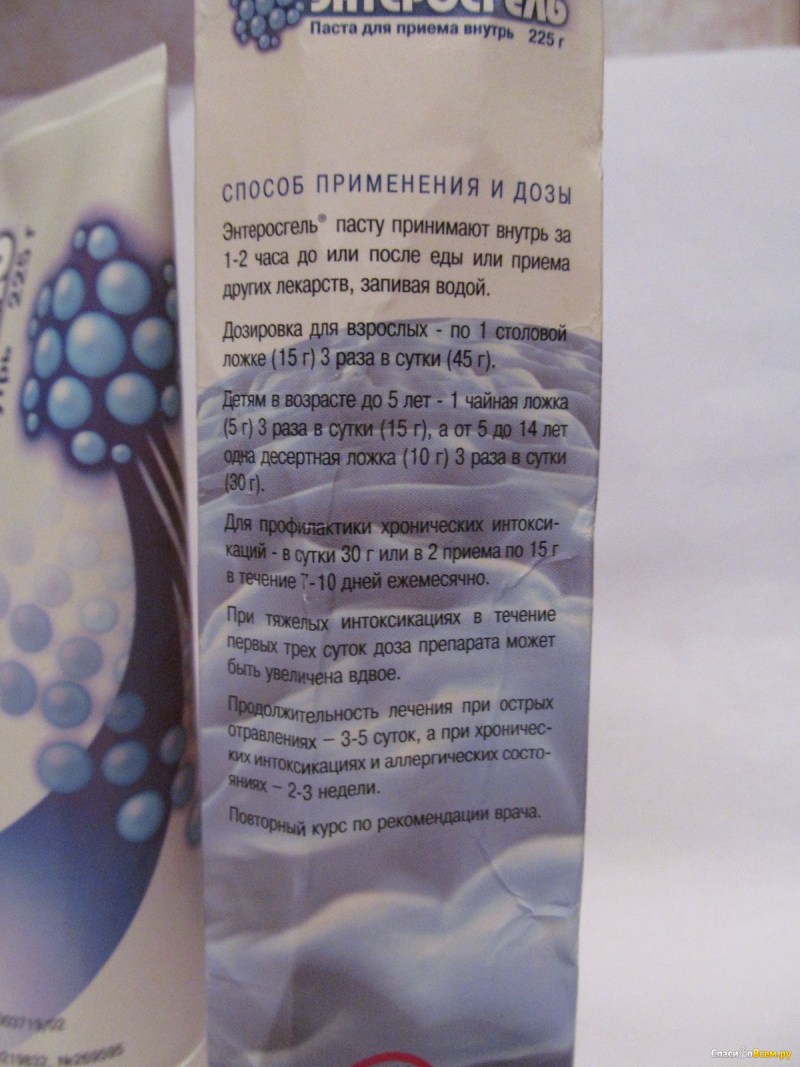 ЭНТЕРОСГЕЛЬ
Паста для приема внутрь 225 г
СПОСОБ ПРИМЕНЕНИЯ И ДОЗЫ
Энтеросгель® пасту принимают внутрь за
1-2 часа до или после еды или приема
других лекарств, запивая водой.
Дозировка для взрослых - по 1 столовой
ложке (15 г) 3 раза в сутки (45 г).
Детям в возрасте до 5 лет - 1 чайная ложка
(5 г) 3 раза в сутки (15 г), а от 5 до 14 лет
одна десертная ложка (10 г) 3 раза в сутки
(30 г).
Для профилактики хронических интокси-
каций - в сутки 30 г или в 2 приема по 15 г
в течение 7-10 дней ежемесячно.
При тяжелых интоксикациях в течение
первых трех суток доза препарата может
быть увеличена вдвое.
Продолжительность лечения при острых
отравлениях – 3-5 суток, а при хроничес-
ких интоксикациях и аллергических состо-
яниях – 2-3 недели.
Повторный курс по рекомендации врача.
225 г